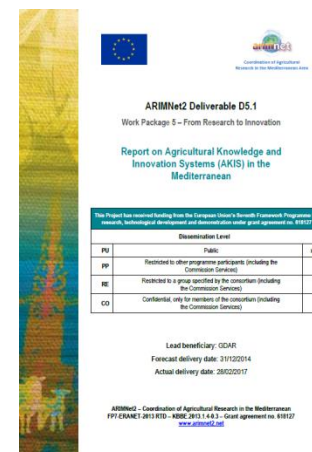 arimnet
Coordination of Agricultural
Research in the Mediterranean Area
ARIMNet2 Deliverable D5.1
Work Package 5 – From Research to Innovation
Report on Agricultural Knowledge and
Innovation Systems (AKIS) in the
Mediterranean
This Project has received funding from the European Union's Seventh Framework Programme
research, technological development and demonstration under grant agreement no. 618127
Dissemination Level
PU Public
PP Restricted to other programme participants (including the
Commission Services)
RE Restricted to a group specified by the consortium (including
the Commission Services)
CO Confidential, only for members of the consortium (including
the Commission Services)
Lead beneficiary: GDAR
Forecast delivery date: 31/12/2014
Actual delivery date: 28/02/2017
ARIMNet2 – Coordination of Agricultural Research in the Mediterranean
FP7-ERANET-2013 RTD – KBBE.2013.1.4-03 – Grant agreement no. 618127
www.arimnet2.net